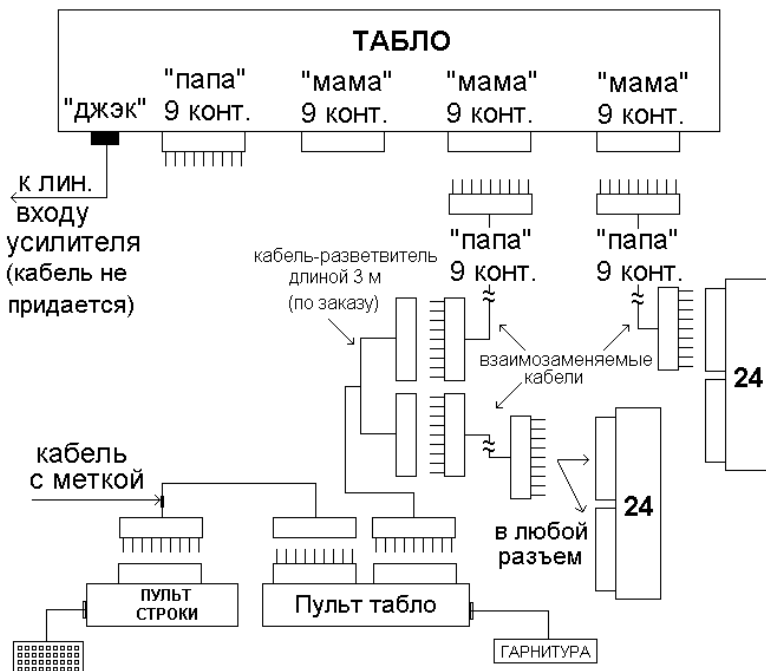 ТАБЛО
"джэк"
"папа"
9 конт.
"мама"
9 конт.
"мама"
9 конт.
"мама"
9 конт.
к лин.
входу
усилителя
(кабель не
придается)
кабель-разветвитель
длиной 3 м
(по заказу)
"папа"
9 конт.
"папа"
9 конт.
взаимозаменяемые
кабели
24
кабель
с меткой
24
в любой
разъем
ПУЛЬТ
СТРОКИ
Пульт табло
ГАРНИТУРА